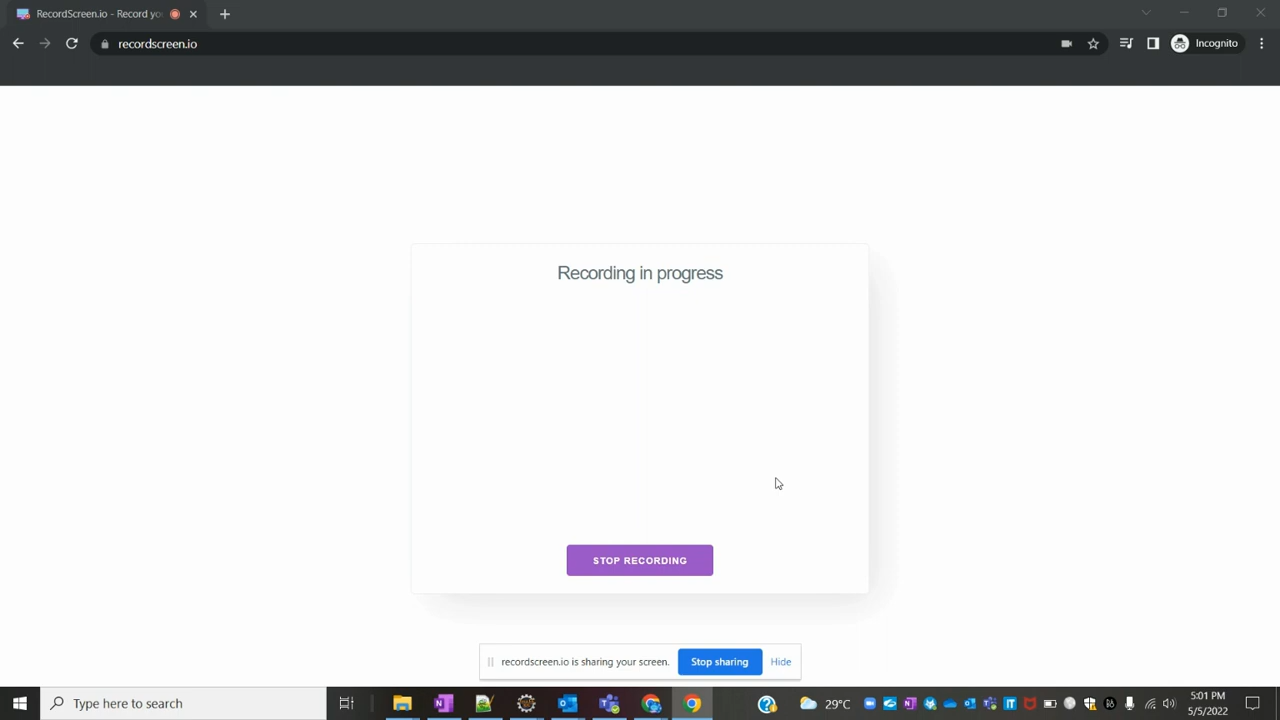 RecordScreen.io - Record yo
recordscreen.io
Incognito
Recording in progress
STOP RECORDING
recordscreen.io is sharing your screen.
Stop sharing
Hide
Type here to search
29°C
5:01 PM
5/5/2022